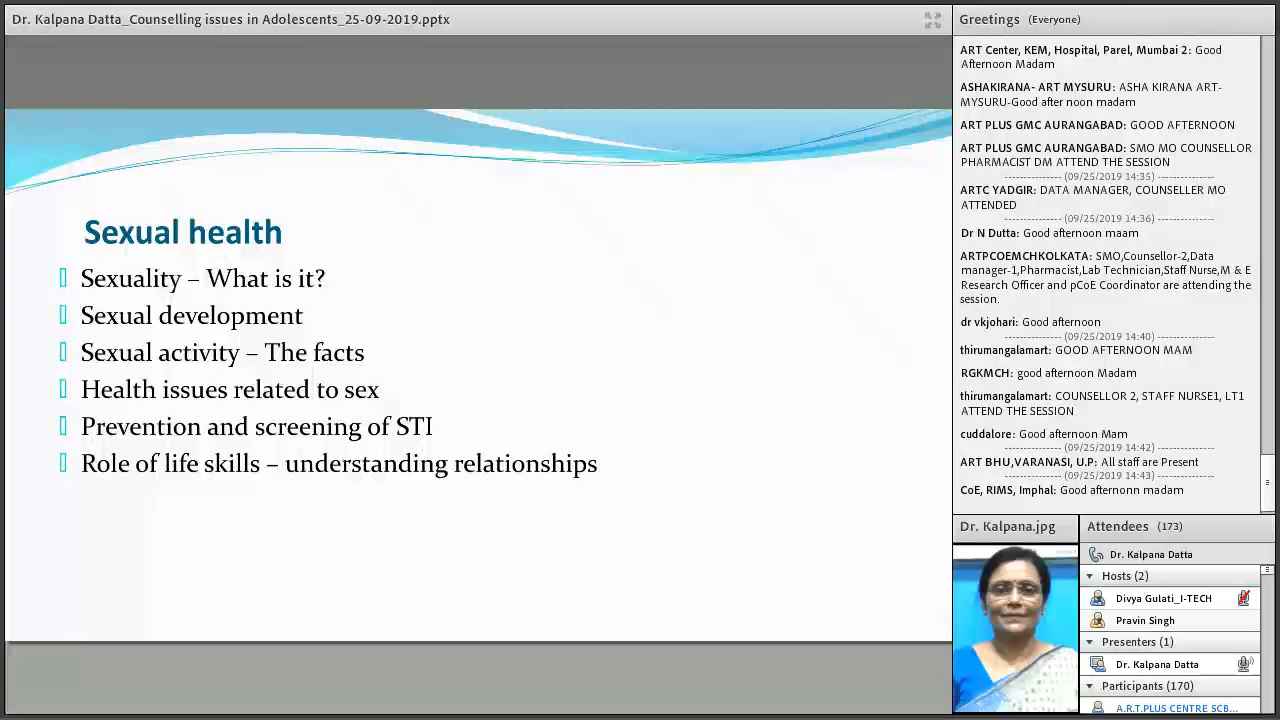 Dr. Kalpana Datta_Counselling issues in Adolescents_25-09-2019.pptx
Sexual health
Sexuality – What is it?
Sexual development
Sexual activity – The facts
Health issues related to sex
Prevention and screening of STI
Role of life skills – understanding relationships
Greetings (Everyone)
ART Center, KEM, Hospital, Parel, Mumbai 2: Good
Afternoon Madam
ASHAKIRANA- ART MYSURU: ASHA KIRANA ART-
MYSURU-Good after noon madam
ART PLUS GMC AURANGABAD: GOOD AFTERNOON
ART PLUS GMC AURANGABAD: SMO MO COUNSELLOR
PHARMACIST DM ATTEND THE SESSION
--------------- (09/25/2019 14:35) ---------------
ARTC YADGIR: DATA MANAGER, COUNSELLER MO
ATTENDED
--------------- (09/25/2019 14:36) ---------------
Dr N Dutta: Good afternoon maam
ARTPCOEMCHKOLKATA: SMO,Counsellor-2,Data
manager-1,Pharmacist,Lab Technician,Staff Nurse,M & E
Research Officer and pCoE Coordinator are attending the
session.
dr vkjohari: Good afternoon
--------------- (09/25/2019 14:40) ---------------
thirumangalamart: GOOD AFTERNOON MAM
RGKMCH: good afternoon Madam
thirumangalamart: COUNSELLOR 2, STAFF NURSE1, LT1
ATTEND THE SESSION
cuddalore: Good afternoon Mam
--------------- (09/25/2019 14:42) ---------------
ART BHU,VARANASI, U.P: All staff are Present
--------------- (09/25/2019 14:43) ---------------
CoE, RIMS, Imphal: Good afternonn madam
Dr. Kalpana.jpg
Attendees (173)
Dr. Kalpana Datta
Hosts (2)
Divya Gulati_I-TECH
Pravin Singh
Presenters (1)
Dr. Kalpana Datta
Participants (170)
A.R.T.PLUS CENTRE SCB...